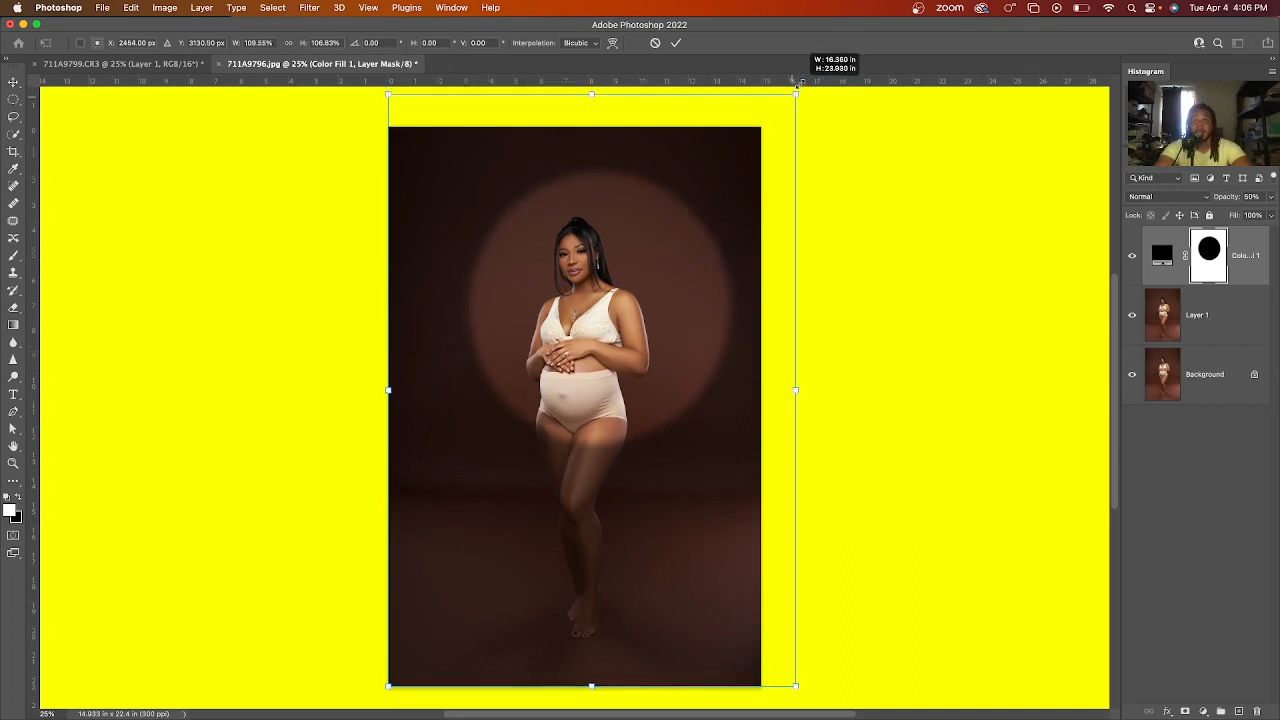 Photoshop File Edit Image Layer Type Select Filter 3D View Plugins Window Help zoom Tue Apr 4 4:06 PM
Adobe Photoshop 2022
X: 2454.00 px Y: 3130.50 px W: 109.55% H: 106.83% 0.00 ° H: 0.00 ° V: 0.00 ° Interpolation: Bicubic
711A9799.CR3 @ 25% (Layer 1, RGB/16*) * 711A9796.jpg @ 25% (Color Fill 1, Layer Mask/8) *
W: 16.360 in
H: 23.930 in
Histogram
Kind
Normal Opacity: 50%
Lock: Fill: 100%
Colo...l 1
Layer 1
Background
25% 14.933 in x 22.4 in (300 ppi)